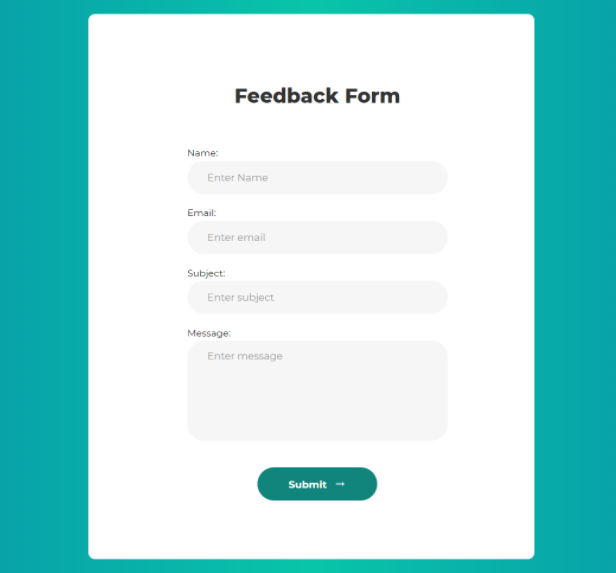 Feedback Form
Name:
Enter Name
Email:
Enter email
Subject:
Enter subject
Message:
Enter message
Submit →